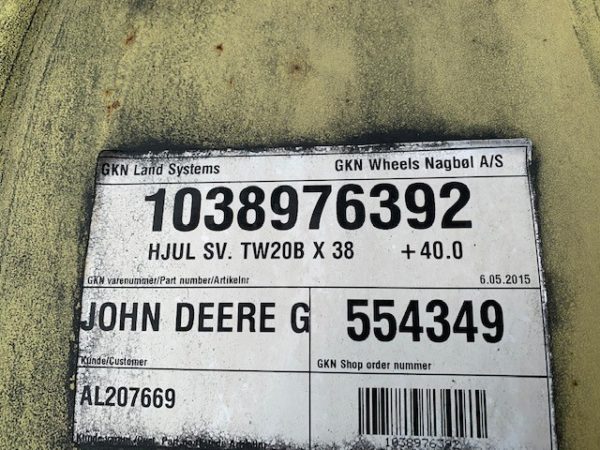 GKN Land Systems GKN Wheels Nagbøl A/S
1038976392
HJUL SV. TW20B X 38 +40.0
GKN varenummer/Part number/Artikelnr 6.05.2015
JOHN DEERE G 554349
Kunde/Customer GKN Shop order number
AL207669
1038976392